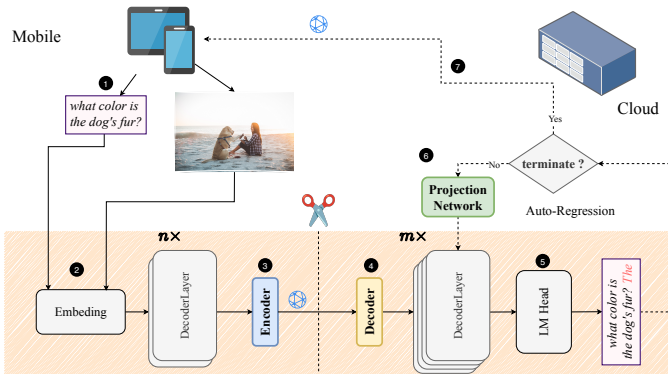 Mobile
Cloud
1
what color is
the dog's fur?
7
Yes
terminate ?
No
6
Projection
Network
Auto-Regression
n×
m×
2
Embeding
DecoderLayer
3
Encoder
4
Decoder
DecoderLayer
5
LM Head
what color is
the dog's fur? The